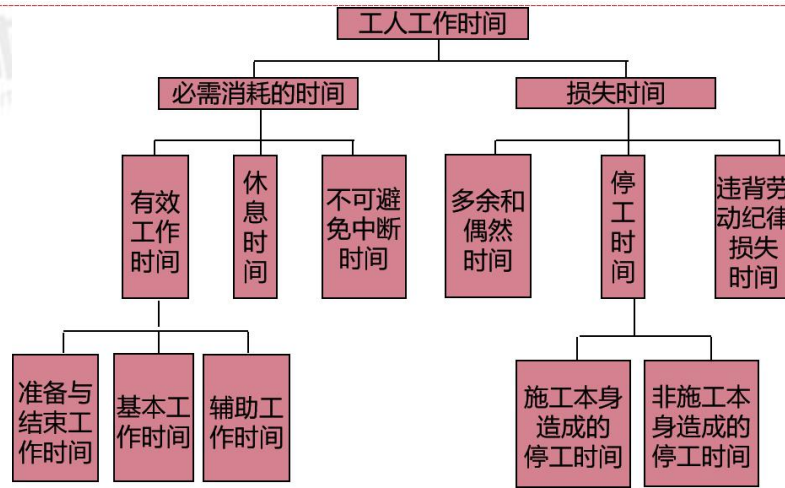 工人工作时间
必需消耗的时间
损失时间
有效
工作
时间
休
息
时
间
不可避
免中断
时间
多余和
偶然
时间
停
工
时
间
违背劳
动纪律
损失
时间
准备与
结束工
作时间
基本工
作时间
辅助工
作时间
施工本身
造成的
停工时间
非施工本
身造成的
停工时间